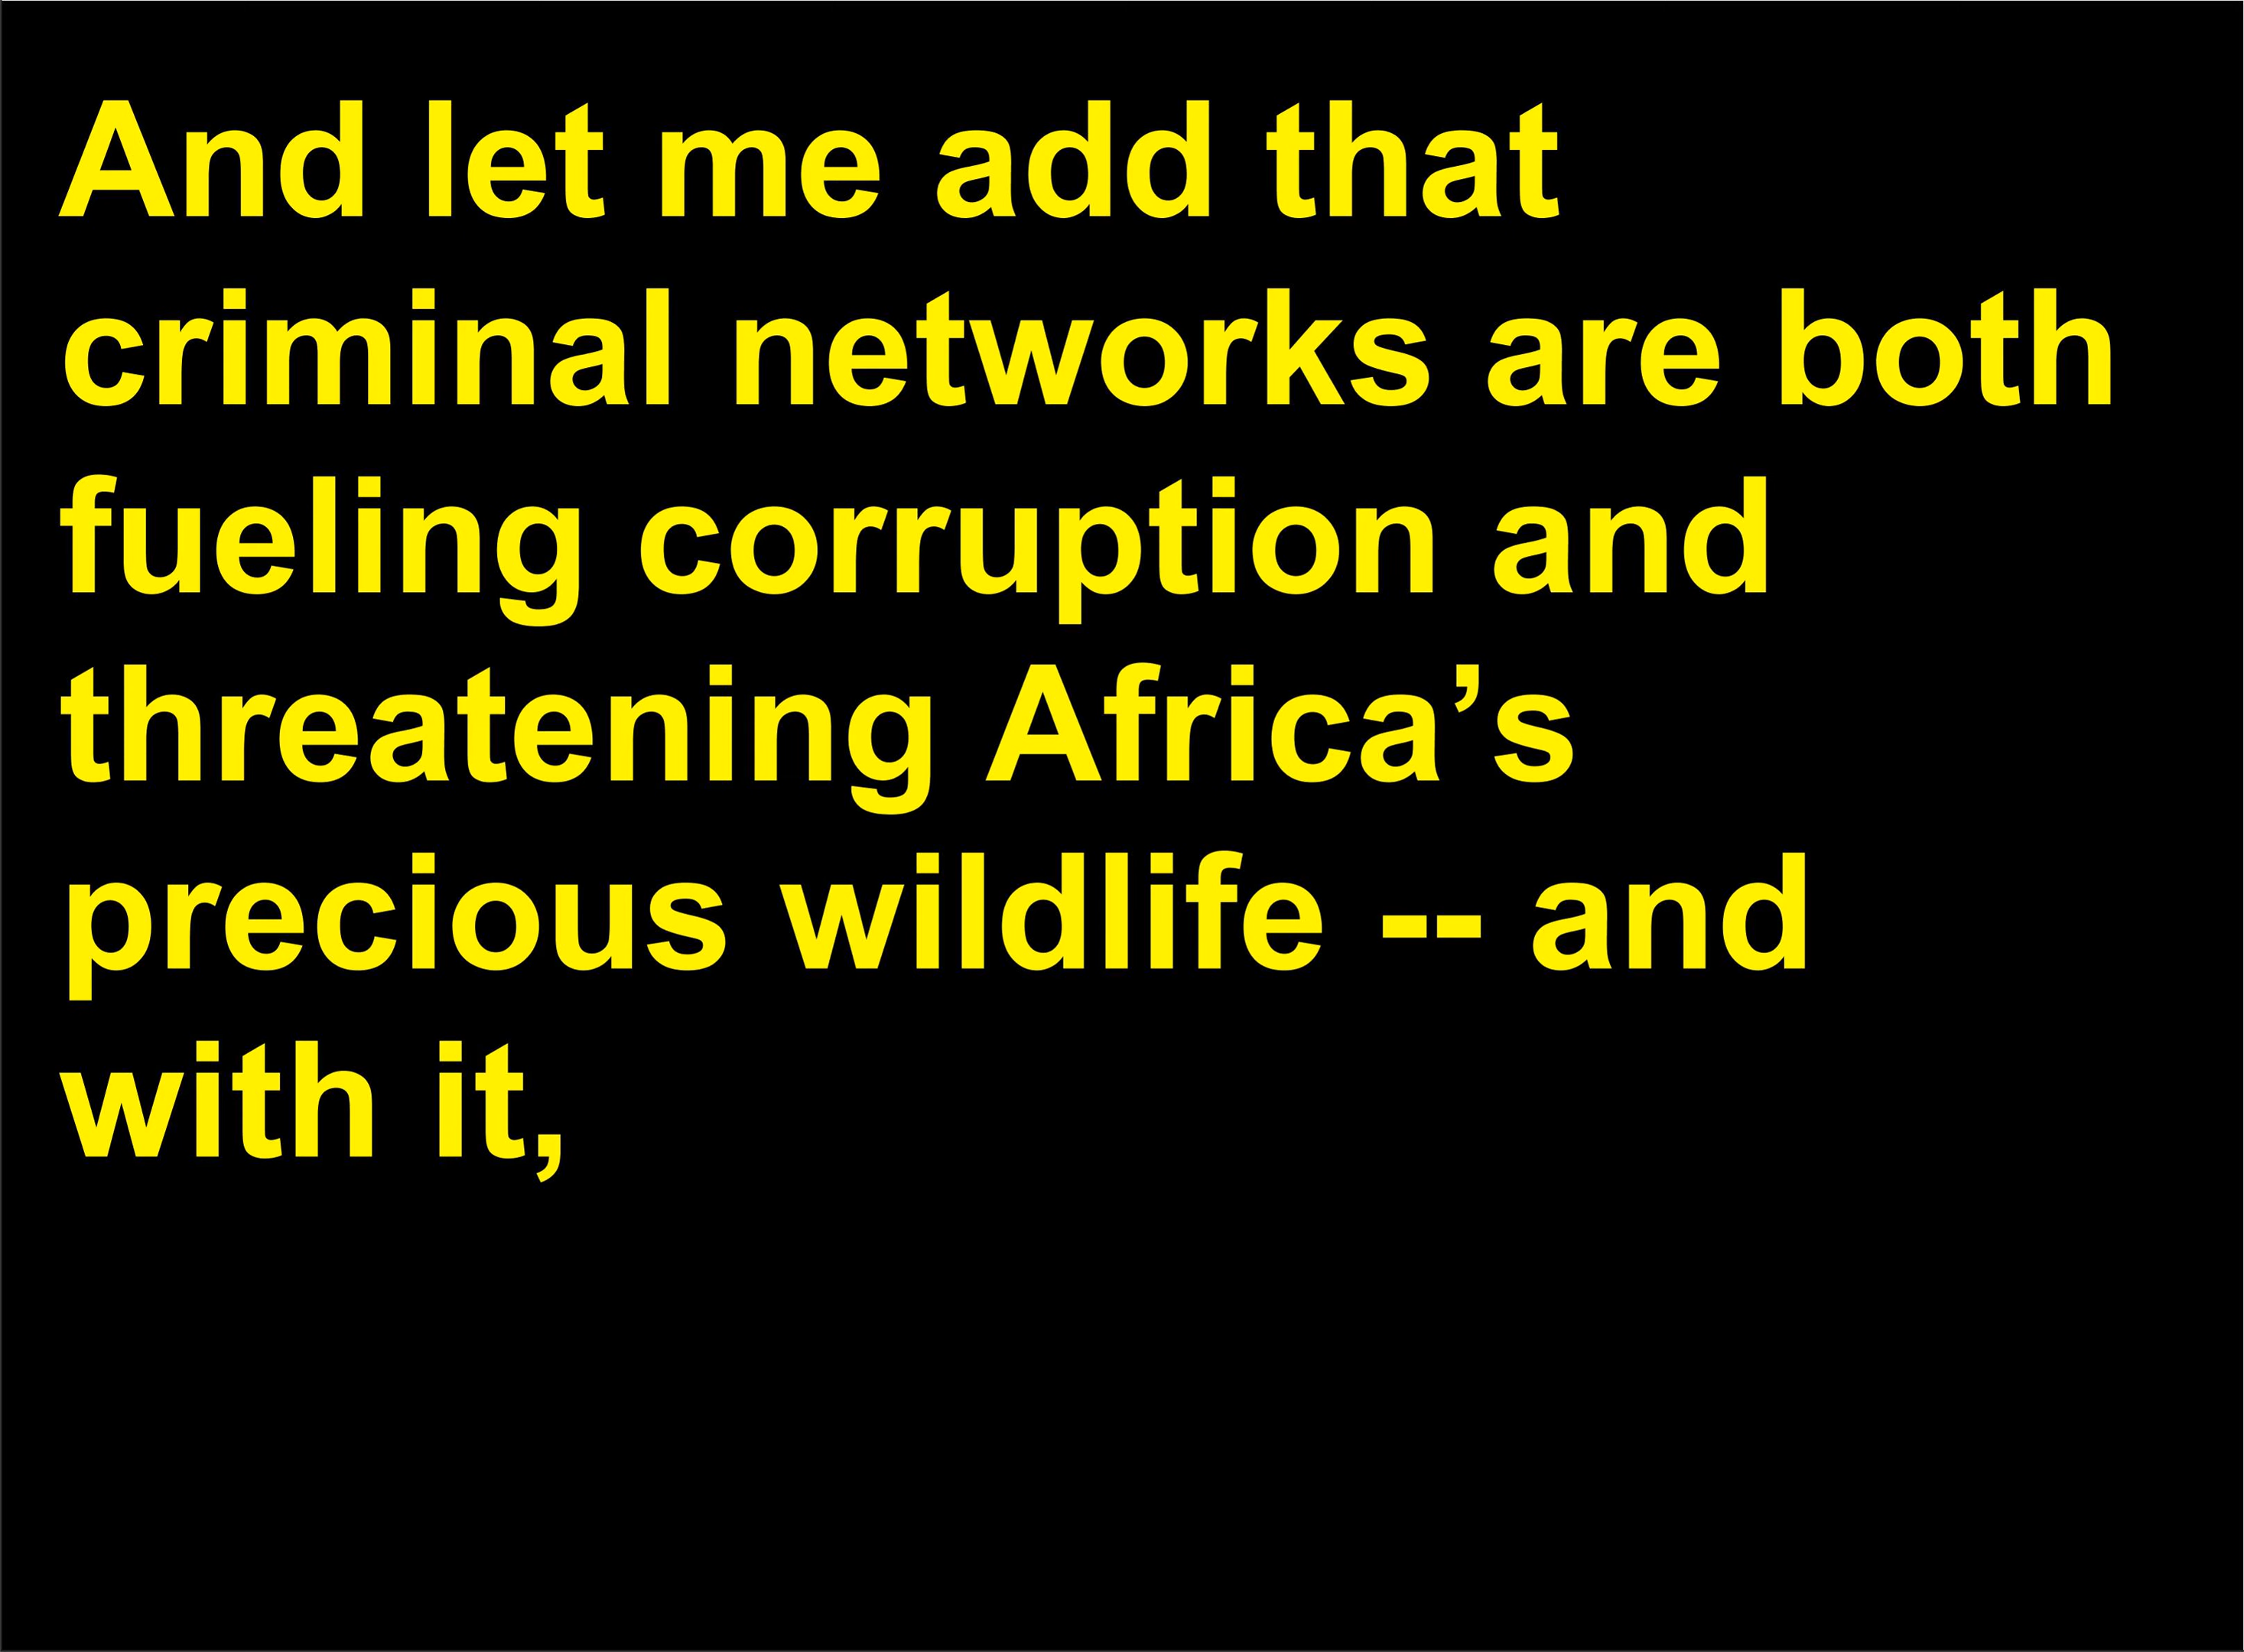 And let me add that
criminal networks are both
fueling corruption and
threatening Africa’s
precious wildlife -- and
with it,